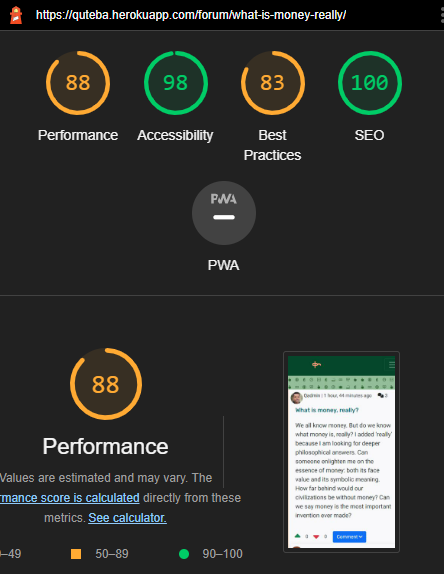 https://quteba.herokuapp.com/forum/what-is-money-really/
88
98
83
100
Performance
Accessibility
Best
Practices
SEO
PWA
PWA
88
Performance
Values are estimated and may vary. The
rmance score is calculated directly from these
metrics. See calculator.
–49
50–89
90–100
1 hour, 44 minutes ago
2
What is money, really?
We all know money. But do we know
what money is, really? I added 'really'
because I am looking for deeper
philosophical answers. Can
someone enlighten me on the
essence of money: both its face
value and its symbolic meaning.
How far behind would our
civilizations be without money? Can
we say money is the most important
invention ever made?
0
0
Comment